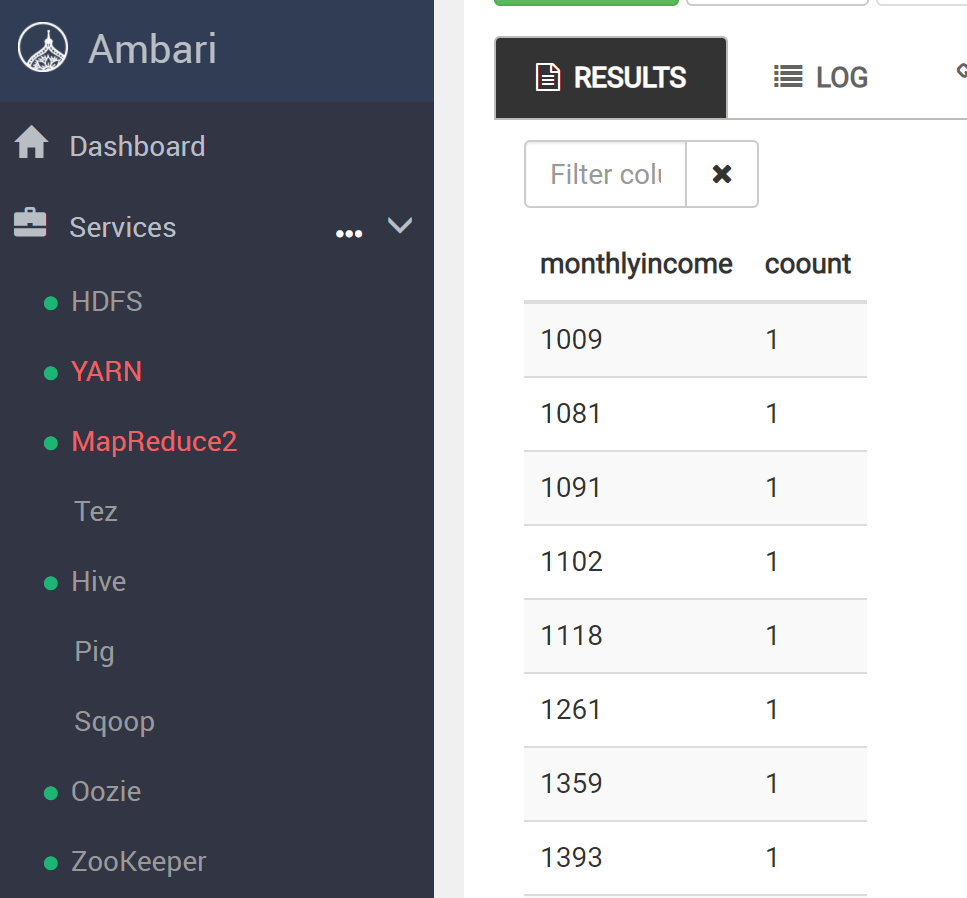 Ambari
Dashboard
Services
HDFS
YARN
MapReduce2
Tez
Hive
Pig
Sqoop
Oozie
ZooKeeper
RESULTS
LOG
Filter colu
monthlyincome coount
1009 1
1081 1
1091 1
1102 1
1118 1
1261 1
1359 1
1393 1